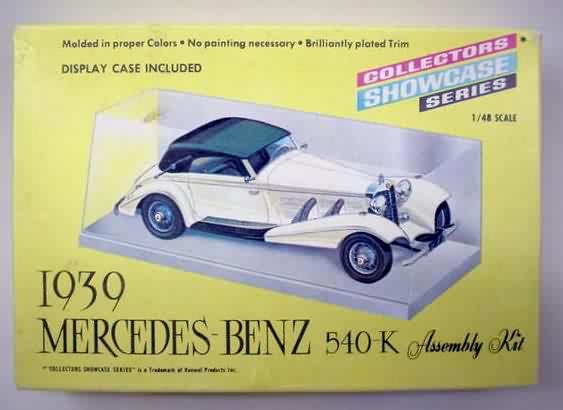 Molded in proper Colors • No painting necessary • Brilliantly plated Trim
DISPLAY CASE INCLUDED
COLLECTORS
SHOWCASE
SERIES
1/48 SCALE
1939
MERCEDES-BENZ 540-K Assembly Kit
"COLLECTORS SHOWCASE SERIES" is a Trademark of Renwal Products Inc.